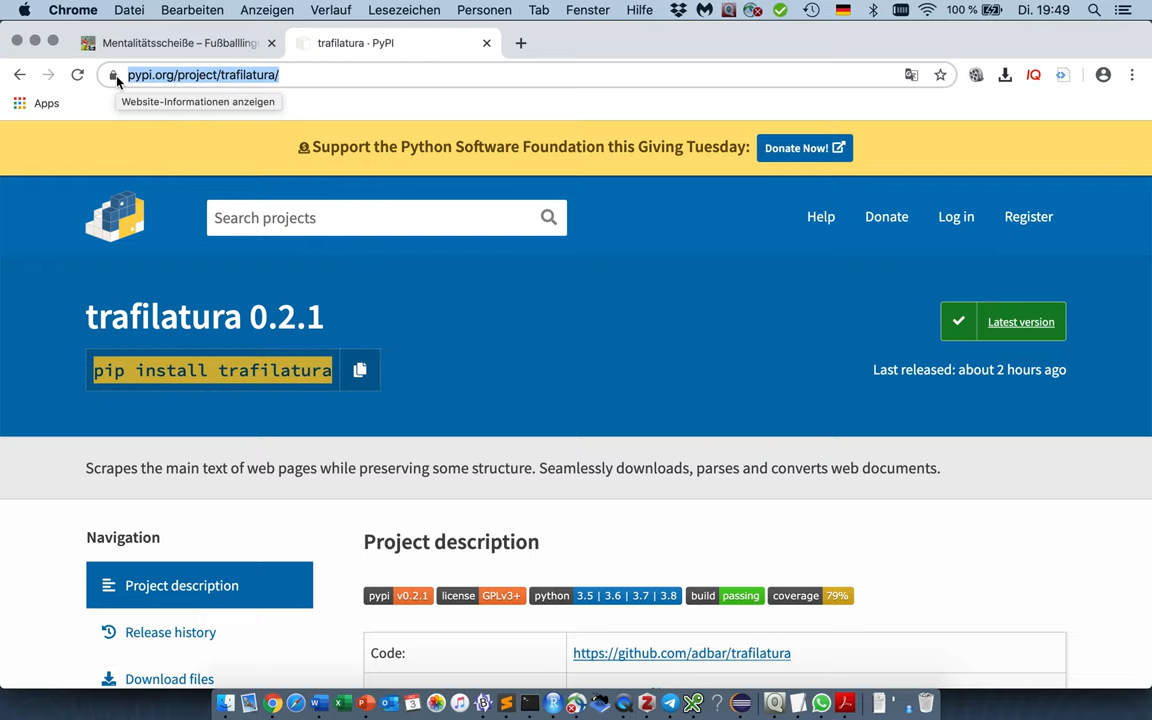 Chrome Datei Bearbeiten Anzeigen Verlauf Lesezeichen Personen Tab Fenster Hilfe 100 % Di. 19:49
Mentalitätsscheiße – Fußballling
trafilatura · PyPI
pypi.org/project/trafilatura/
Apps
Website-Informationen anzeigen
Support the Python Software Foundation this Giving Tuesday: Donate Now!
Search projects
Help Donate Log in Register
trafilatura 0.2.1
Latest version
pip install trafilatura
Last released: about 2 hours ago
Scrapes the main text of web pages while preserving some structure. Seamlessly downloads, parses and converts web documents.
Navigation
Project description
Project description
pypi v0.2.1 license GPLv3+ python 3.5 | 3.6 | 3.7 | 3.8 build passing coverage 79%
Release history
Code: https://github.com/adbar/trafilatura
Download files